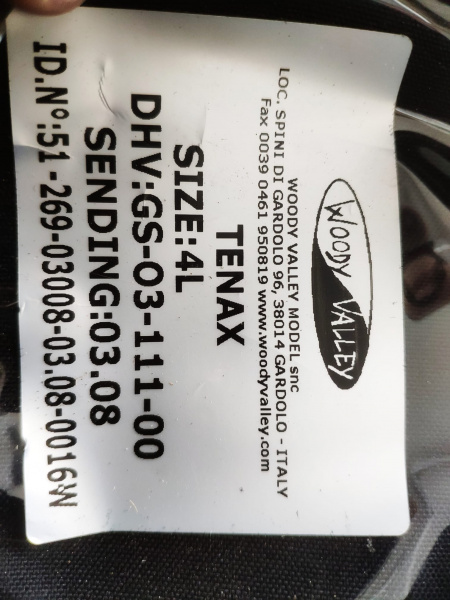 WOODY VALLEY
WOODY VALLEY MODEL snc
LOC. SPINI DI GARDOLO 96, 38014 GARDOLO - ITALY
Fax 0039 0461 950819 www.woodyvalley.com
TENAX
SIZE:4L
DHV:GS-03-111-00
SENDING:03.08
ID.N°:51-269-03008-03.08-0016W